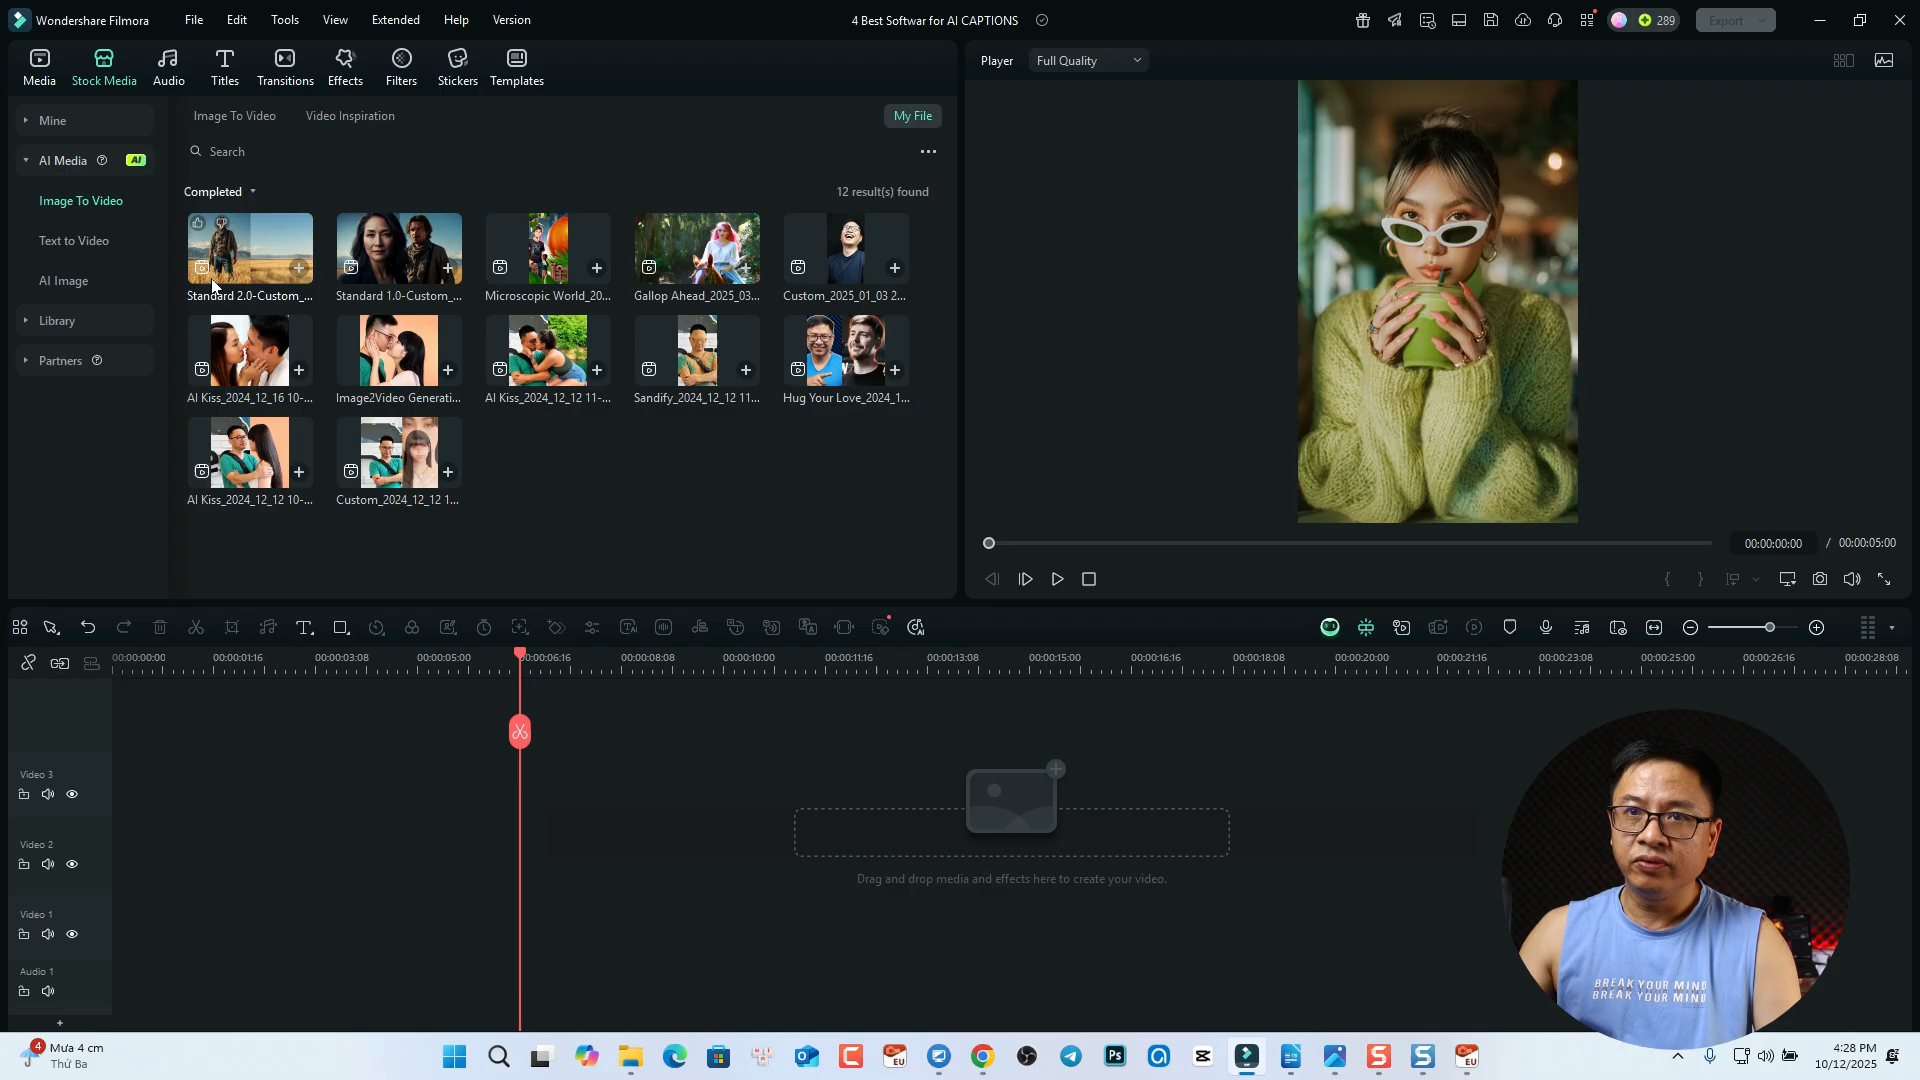 Wondershare Filmora
File Edit Tools View Extended Help Version
4 Best Softwar for AI CAPTIONS
289
Export
Media Stock Media Audio Titles Transitions Effects Filters Stickers Templates
Player Full Quality
Mine
AI Media AI
Image To Video
Text to Video
AI Image
Library
Partners
Image To Video Video Inspiration My File
Search
Completed 12 result(s) found
Standard 2.0-Custom_... Standard 1.0-Custom_... Microscopic World_20... Gallop Ahead_2025_03... Custom_2025_01_03 2...
AI Kiss_2024_12_16 10-... Image2Video Generati... AI Kiss_2024_12_12 11-... Sandify_2024_12_12 11... Hug Your Love_2024_1...
AI Kiss_2024_12_12 10-... Custom_2024_12_12 1...
00:00:00:00 / 00:00:05:00
00:00:00:00 00:00:01:16 00:00:03:08 00:00:05:00 00:00:06:16 00:00:08:08 00:00:10:00 00:00:11:16 00:00:13:08 00:00:15:00 00:00:16:16 00:00:18:08 00:00:20:00 00:00:21:16 00:00:23:08 00:00:25:00 00:00:26:16 00:00:28:08
Video 3
Video 2
Video 1
Audio 1
Drag and drop media and effects here to create your video.
BREAK YOUR MIND
BREAK YOUR MIND
4
Mưa 4 cm
Thứ Ba
EU
Ps
EU
4:28 PM
10/12/2025